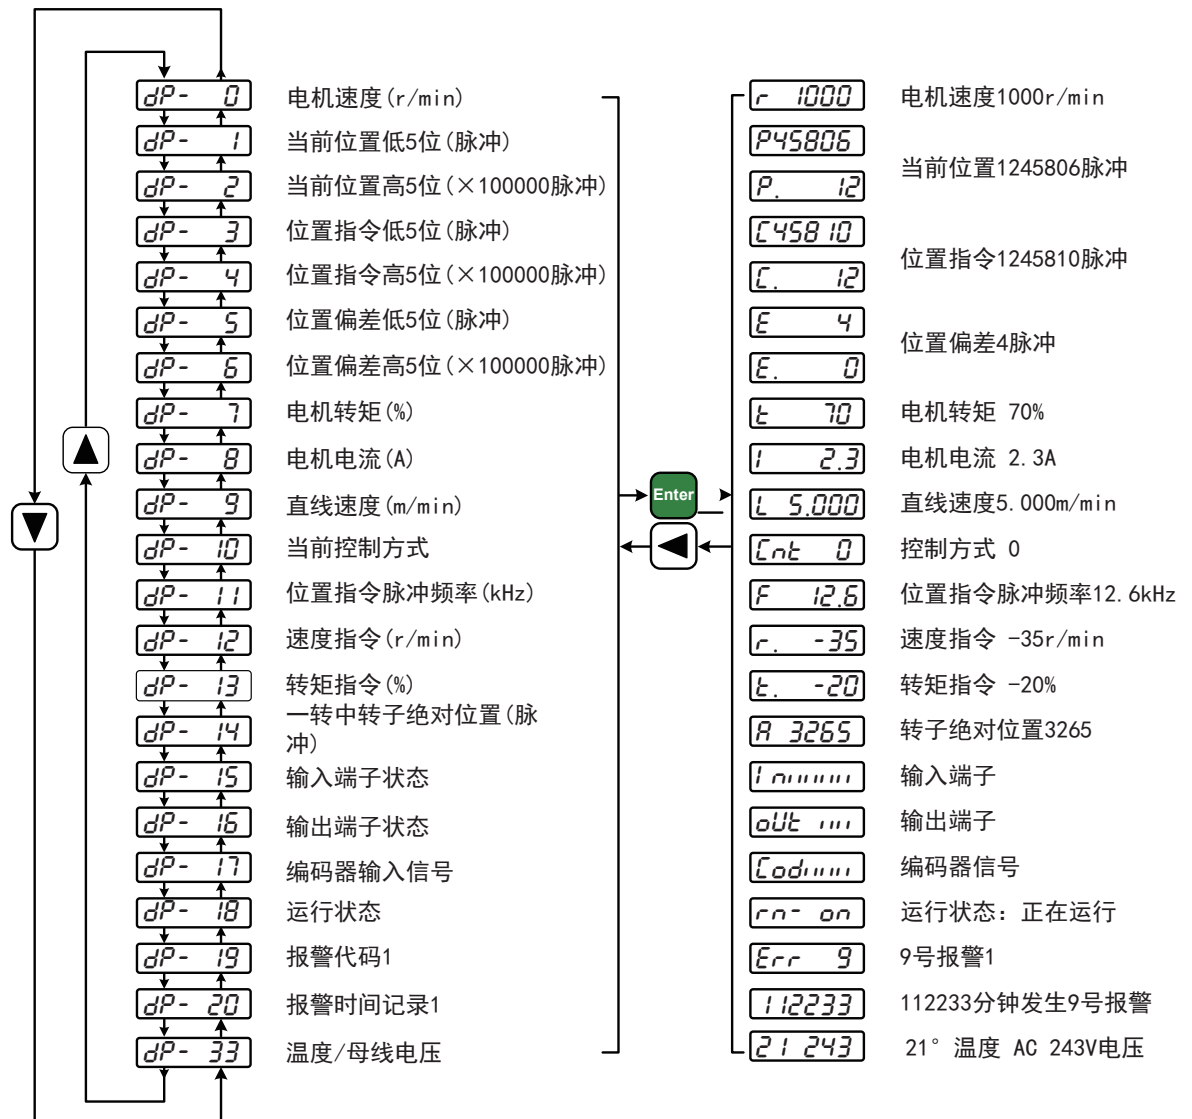 dP- 0 电机速度(r/min) r 1000 电机速度1000r/min
dP- 1 当前位置低5位(脉冲) P45806
当前位置1245806脉冲
dP- 2 当前位置高5位(×100000脉冲) P. 12
dP- 3 位置指令低5位(脉冲) C45810
位置指令1245810脉冲
dP- 4 位置指令高5位(×100000脉冲) C. 12
dP- 5 位置偏差低5位(脉冲) E 4
位置偏差4脉冲
dP- 6 位置偏差高5位(×100000脉冲) E. 0
dP- 7 电机转矩(%) t 70 电机转矩 70%
dP- 8 电机电流(A) I 2.3 电机电流 2.3A
dP- 9 直线速度(m/min) Enter L 5.000 直线速度5.000m/min
dP- 10 当前控制方式 Cnt 0 控制方式 0
dP- 11 位置指令脉冲频率(kHz) F 12.6 位置指令脉冲频率12.6kHz
dP- 12 速度指令(r/min) r. -35 速度指令 -35r/min
dP- 13 转矩指令(%) t. -20 转矩指令 -20%
dP- 14 一转中转子绝对位置(脉
冲) A 3265 转子绝对位置3265
dP- 15 输入端子状态 输入端子
dP- 16 输出端子状态 oUt 输出端子
dP- 17 编码器输入信号 Cod 编码器信号
dP- 18 运行状态 rn- on 运行状态：正在运行
dP- 19 报警代码1 Err 9 9号报警1
dP- 20 报警时间记录1 112233 112233分钟发生9号报警
dP- 33 温度/母线电压 21 243 21° 温度 AC 243V电压